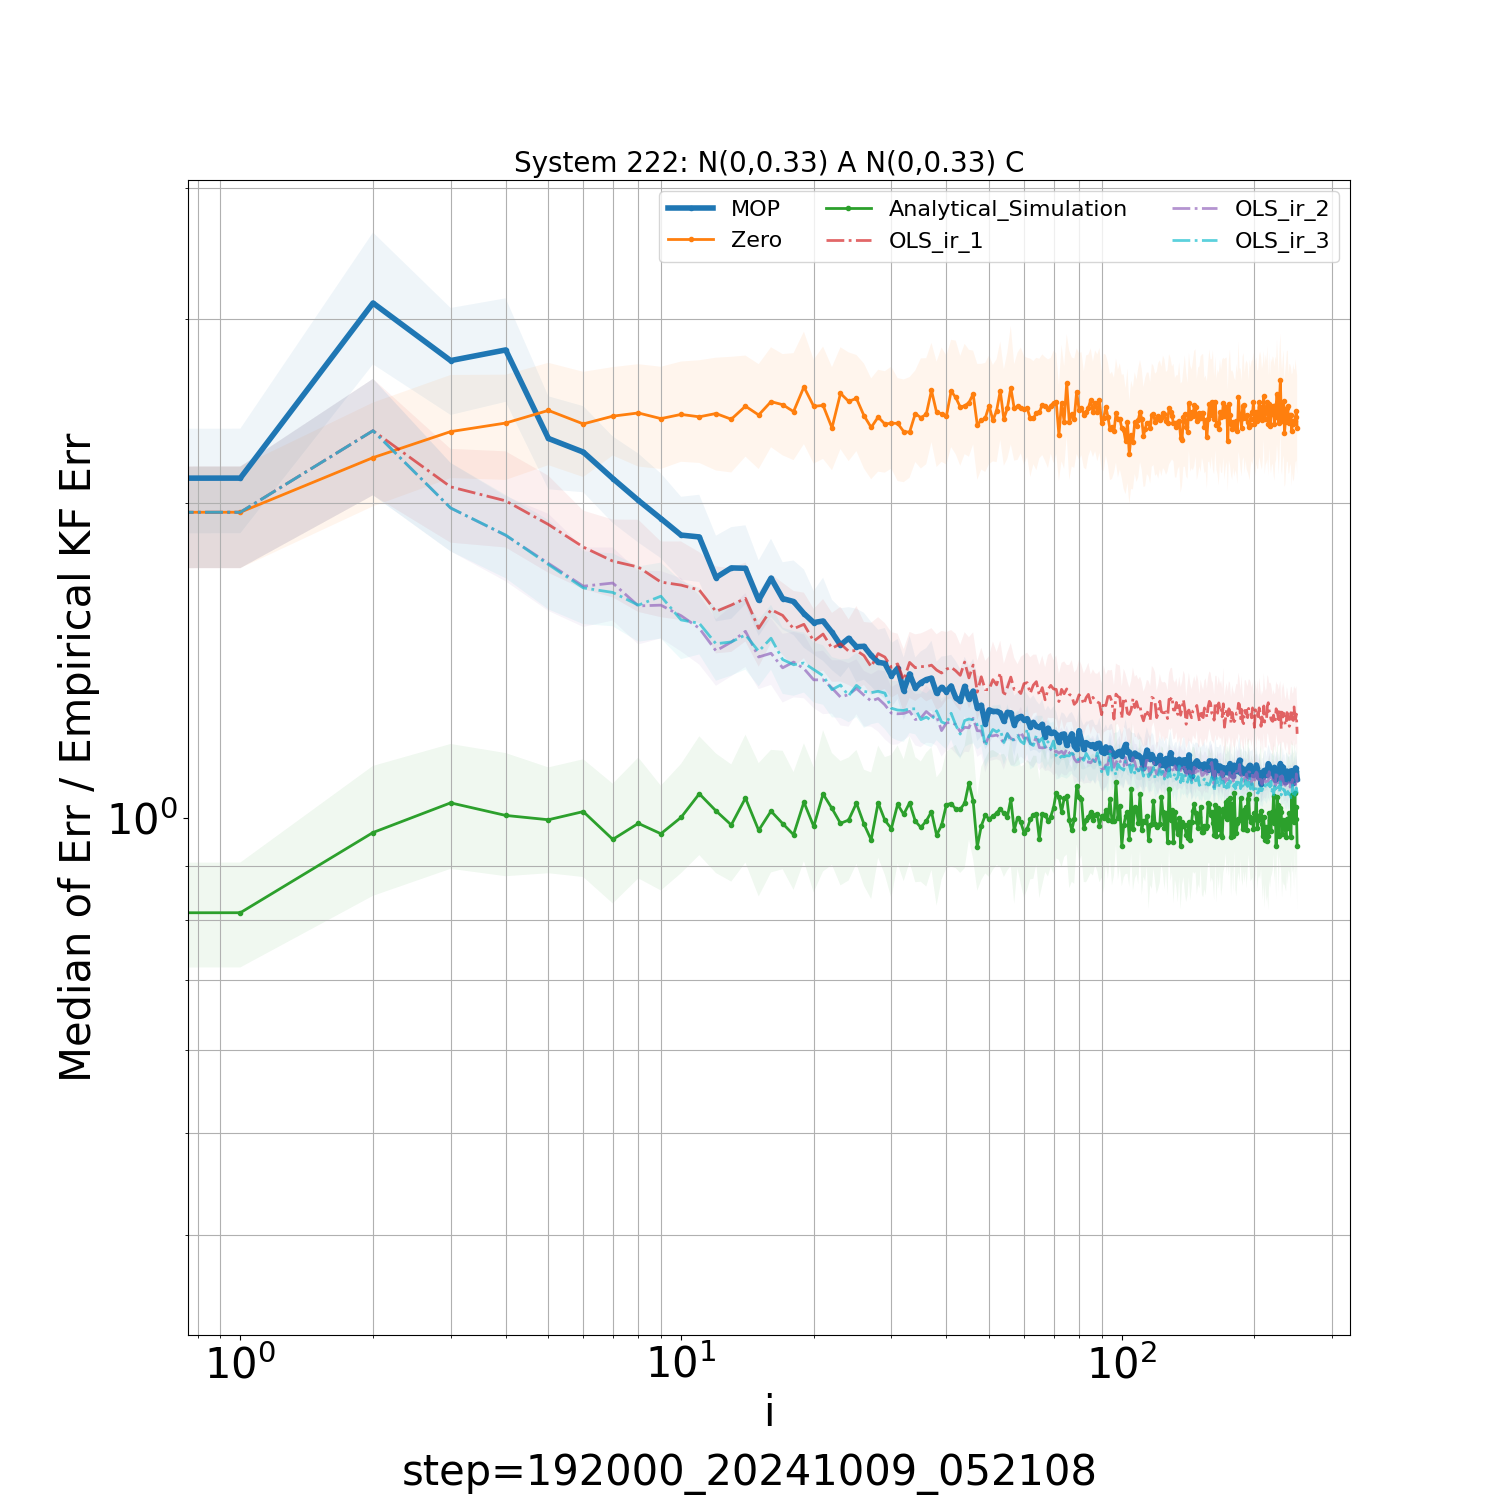 System 222: N(0,0.33) A N(0,0.33) C
MOP
Zero
Analytical_Simulation
OLS_ir_1
OLS_ir_2
OLS_ir_3
Median of Err / Empirical KF Err
10⁰
10⁰ 10¹ 10²
i
step=192000_20241009_052108